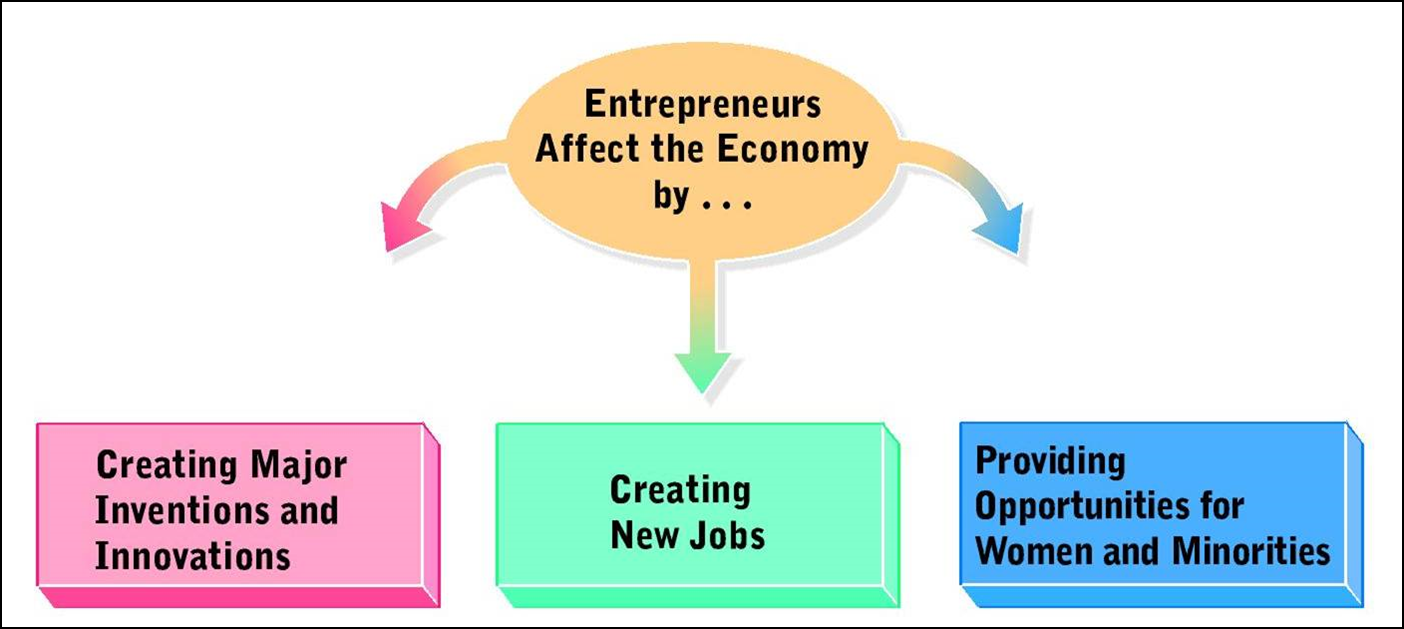 Entrepreneurs
Affect the Economy
by . . .
Creating Major
Inventions and
Innovations
Creating
New Jobs
Providing
Opportunities for
Women and Minorities